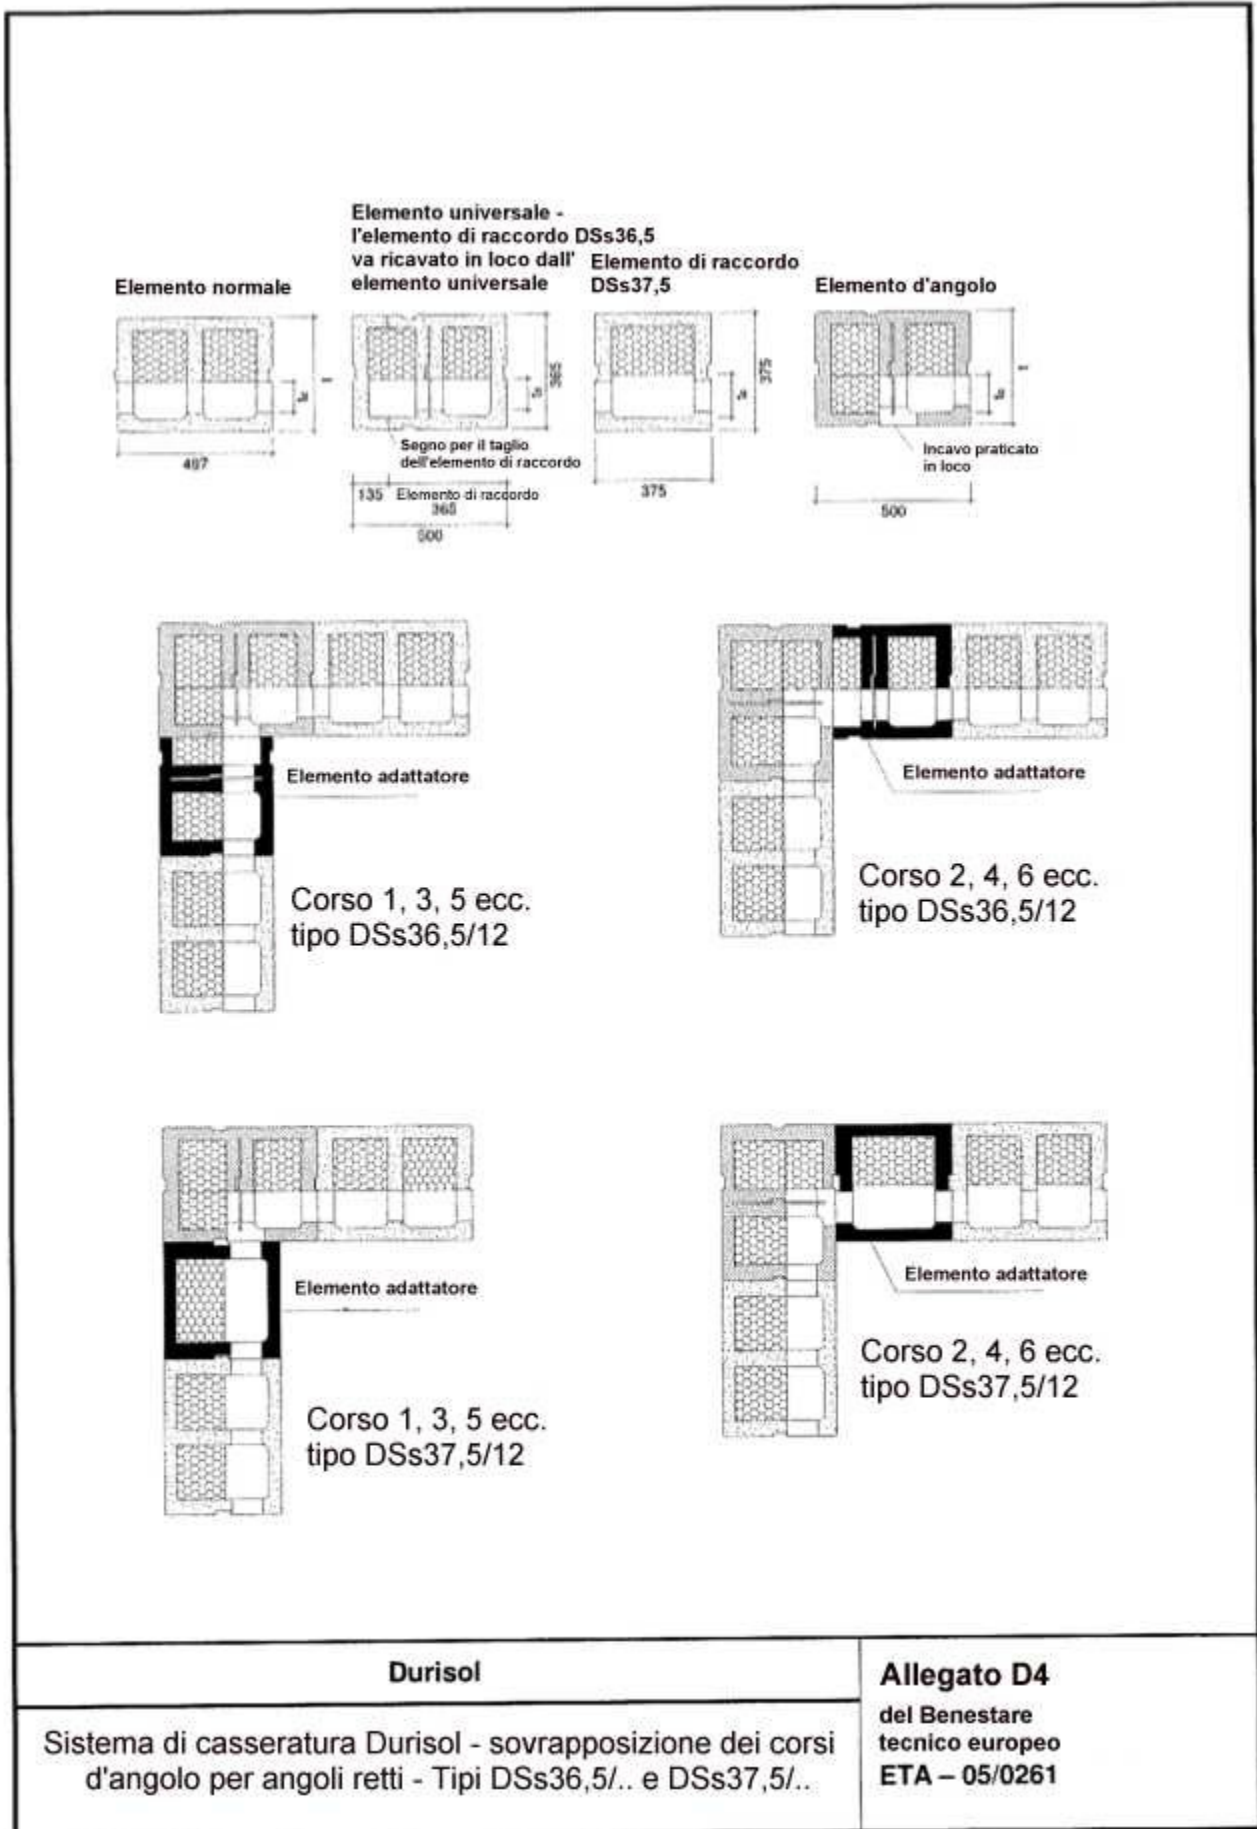 Elemento normale
Elemento universale -
l'elemento di raccordo DSs36,5
va ricavato in loco dall'
elemento universale
Elemento di raccordo
DSs37,5
Elemento d'angolo
497
365
Segno per il taglio
dell'elemento di raccordo
135
Elemento di raccordo
365
500
375
375
Incavo praticato
in loco
500
Elemento adattatore
Corso 1, 3, 5 ecc.
tipo DSs36,5/12
Elemento adattatore
Corso 2, 4, 6 ecc.
tipo DSs36,5/12
Elemento adattatore
Corso 1, 3, 5 ecc.
tipo DSs37,5/12
Elemento adattatore
Corso 2, 4, 6 ecc.
tipo DSs37,5/12
Durisol
Sistema di casseratura Durisol - sovrapposizione dei corsi
d'angolo per angoli retti - Tipi DSs36,5/.. e DSs37,5/..
Allegato D4
del Benestare
tecnico europeo
ETA – 05/0261